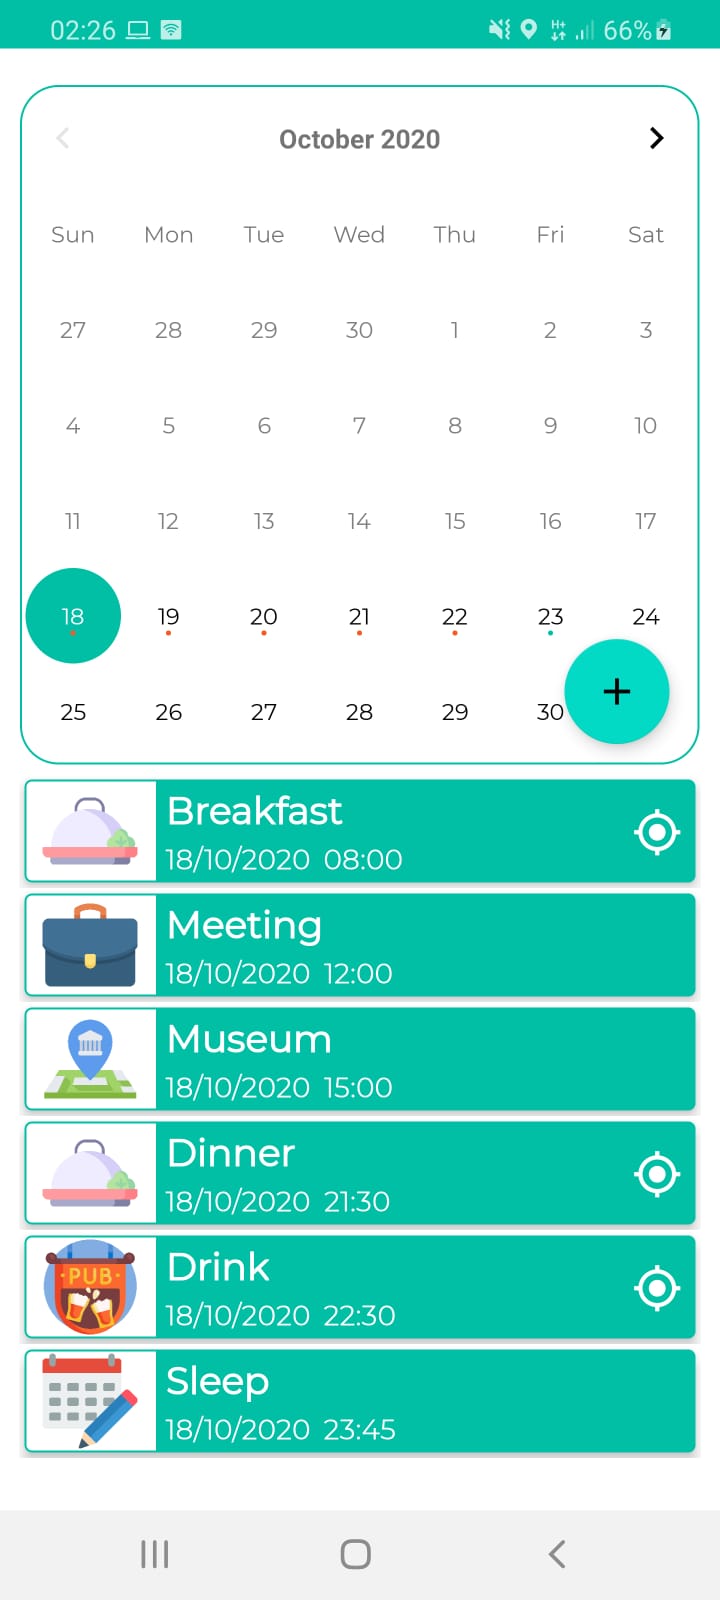 02:26 H+ 66%
October 2020
Sun Mon Tue Wed Thu Fri Sat
27 28 29 30 1 2 3
4 5 6 7 8 9 10
11 12 13 14 15 16 17
18 19 20 21 22 23 24
25 26 27 28 29 30
+
Breakfast
18/10/2020 08:00
Meeting
18/10/2020 12:00
Museum
18/10/2020 15:00
Dinner
18/10/2020 21:30
PUB
Drink
18/10/2020 22:30
Sleep
18/10/2020 23:45